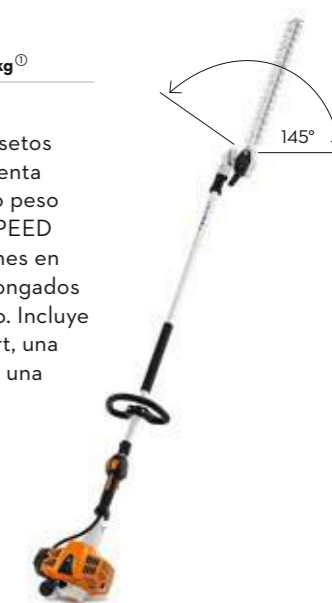 kg①
setos
enta
o peso
PEED
nes en
ongados
o. Incluye
rt, una
una
145°